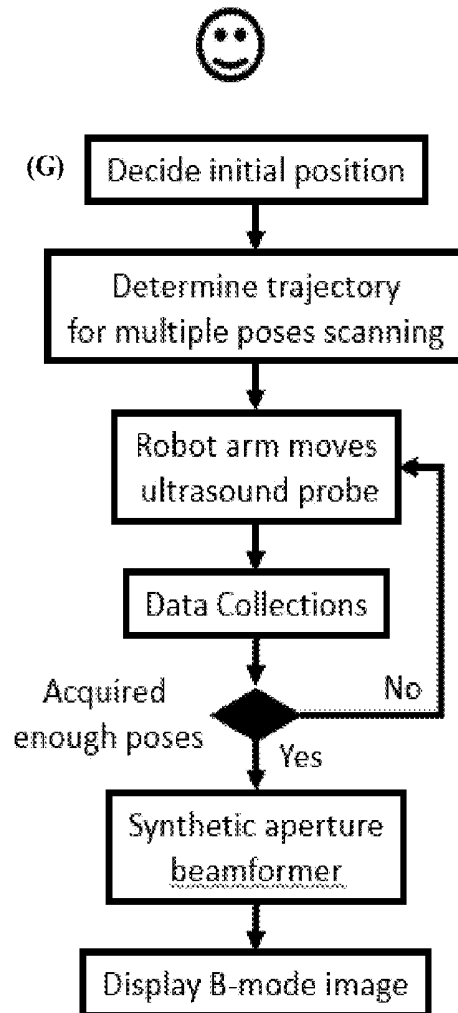 (G) Decide initial position
Determine trajectory
for multiple poses scanning
Robot arm moves
ultrasound probe
Data Collections
Acquired
enough poses
No
Yes
Synthetic aperture
beamformer
Display B-mode image